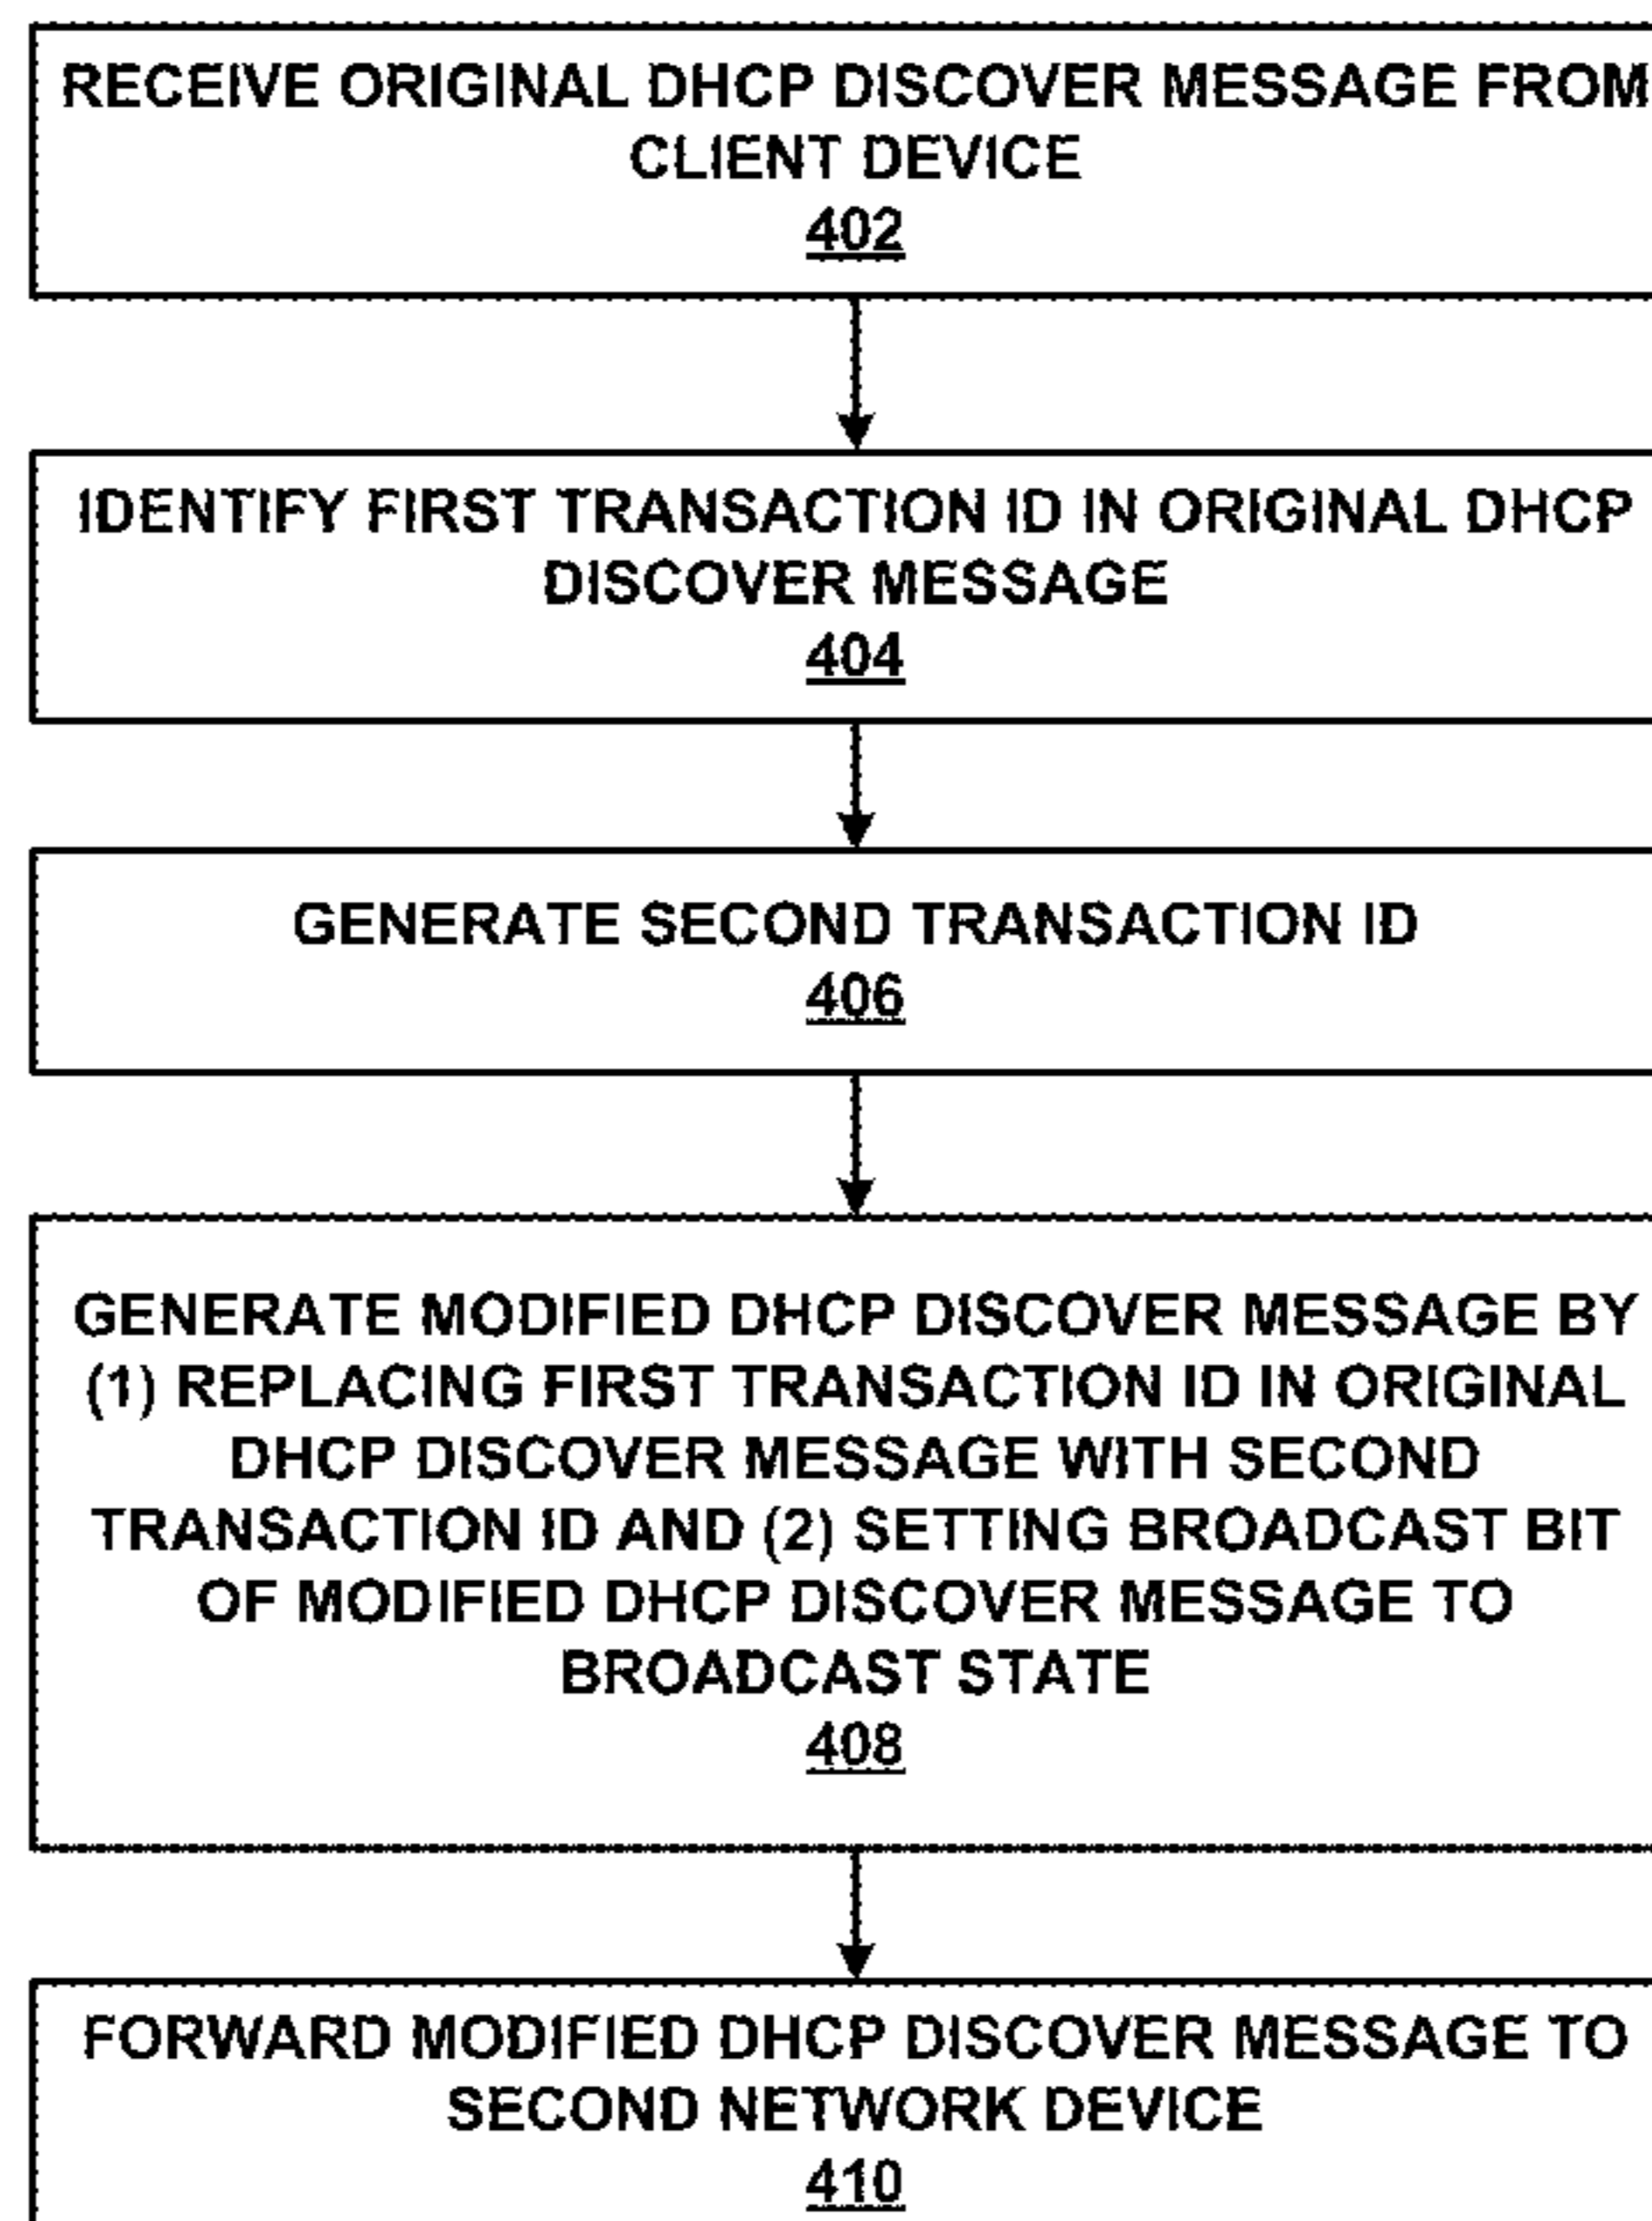 RECEIVE ORIGINAL DHCP DISCOVER MESSAGE FROM
CLIENT DEVICE
402
IDENTIFY FIRST TRANSACTION ID IN ORIGINAL DHCP
DISCOVER MESSAGE
404
GENERATE SECOND TRANSACTION ID
406
GENERATE MODIFIED DHCP DISCOVER MESSAGE BY
(1) REPLACING FIRST TRANSACTION ID IN ORIGINAL
DHCP DISCOVER MESSAGE WITH SECOND
TRANSACTION ID AND (2) SETTING BROADCAST BIT
OF MODIFIED DHCP DISCOVER MESSAGE TO
BROADCAST STATE
408
FORWARD MODIFIED DHCP DISCOVER MESSAGE TO
SECOND NETWORK DEVICE
410